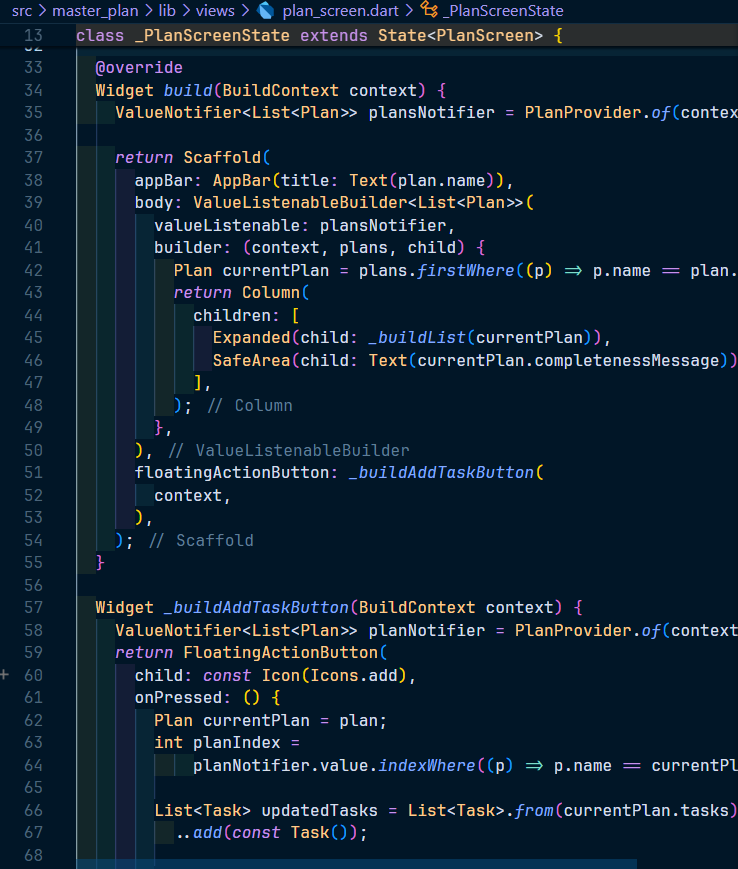 src > master_plan > lib > views > plan_screen.dart > _PlanScreenState
13 class _PlanScreenState extends State<PlanScreen> {
32
33   @override
34   Widget build(BuildContext context) {
35     ValueNotifier<List<Plan>> plansNotifier = PlanProvider.of(contex
36
37     return Scaffold(
38       appBar: AppBar(title: Text(plan.name)),
39       body: ValueListenableBuilder<List<Plan>>(
40         valueListenable: plansNotifier,
41         builder: (context, plans, child) {
42           Plan currentPlan = plans.firstWhere((p) => p.name == plan.
43           return Column(
44             children: [
45               Expanded(child: _buildList(currentPlan)),
46               SafeArea(child: Text(currentPlan.completenessMessage))
47             ],
48           ); // Column
49         },
50       ), // ValueListenableBuilder
51       floatingActionButton: _buildAddTaskButton(
52         context,
53       ),
54     ); // Scaffold
55   }
56
57   Widget _buildAddTaskButton(BuildContext context) {
58     ValueNotifier<List<Plan>> planNotifier = PlanProvider.of(context
59     return FloatingActionButton(
60       child: const Icon(Icons.add),
61       onPressed: () {
62         Plan currentPlan = plan;
63         int planIndex =
64             planNotifier.value.indexWhere((p) => p.name == currentPl
65
66         List<Task> updatedTasks = List<Task>.from(currentPlan.tasks)
67           ..add(const Task());
68